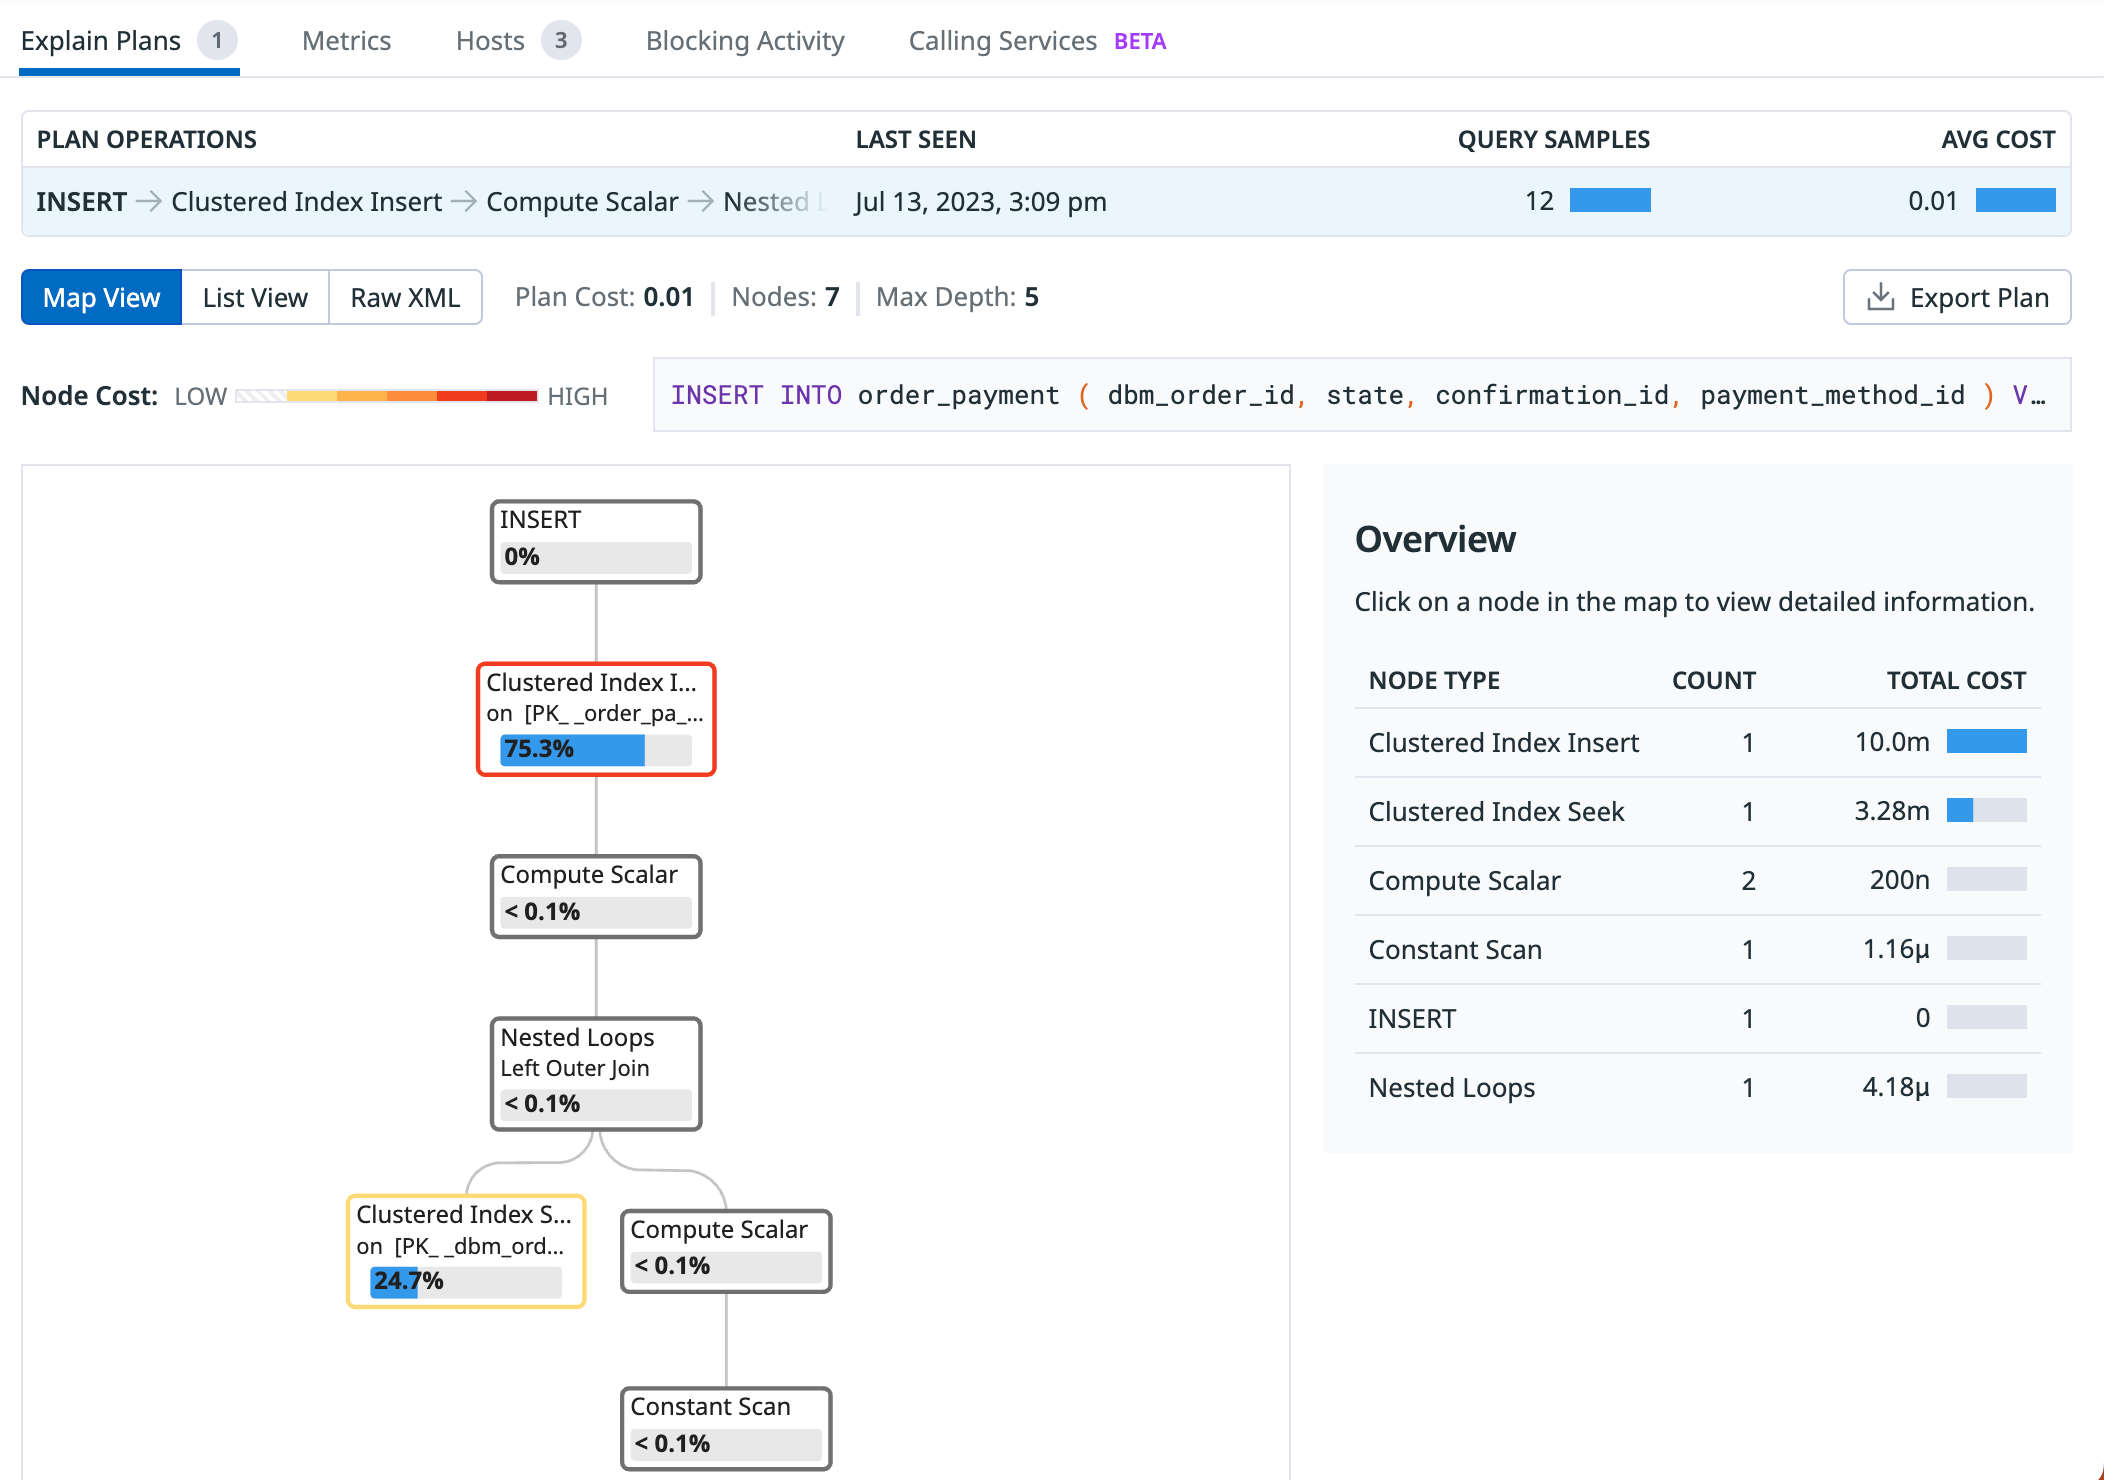 Explain Plans 1 Metrics Hosts 3 Blocking Activity Calling Services BETA
PLAN OPERATIONS LAST SEEN QUERY SAMPLES AVG COST
INSERT → Clustered Index Insert → Compute Scalar → Nested Jul 13, 2023, 3:09 pm 12 0.01
Map View List View Raw XML Plan Cost: 0.01 Nodes: 7 Max Depth: 5 Export Plan
Node Cost: LOW HIGH INSERT INTO order_payment ( dbm_order_id, state, confirmation_id, payment_method_id ) V…
INSERT
0%
Clustered Index I...
on [PK_ _order_pa_...
75.3%
Compute Scalar
< 0.1%
Nested Loops
Left Outer Join
< 0.1%
Clustered Index S...
on [PK_ _dbm_ord...
24.7%
Compute Scalar
< 0.1%
Constant Scan
< 0.1%
Overview
Click on a node in the map to view detailed information.
NODE TYPE COUNT TOTAL COST
Clustered Index Insert 1 10.0m
Clustered Index Seek 1 3.28m
Compute Scalar 2 200n
Constant Scan 1 1.16µ
INSERT 1 0
Nested Loops 1 4.18µ